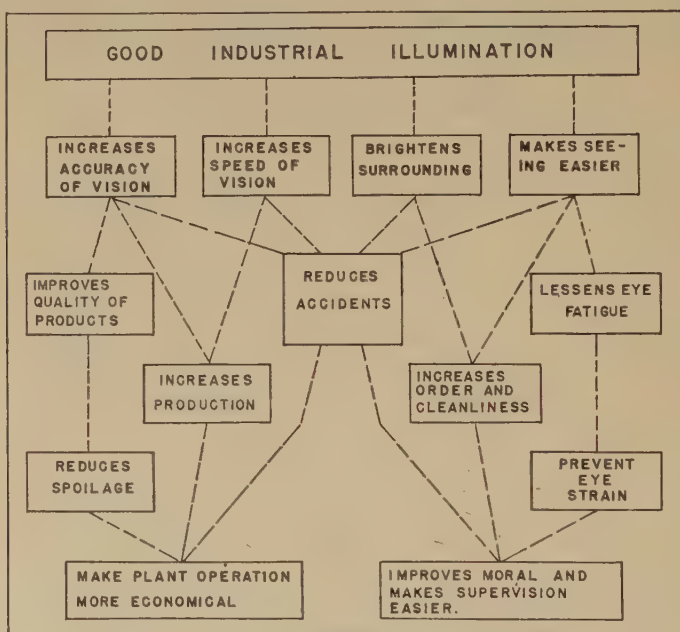 GOOD INDUSTRIAL ILLUMINATION
INCREASES
ACCURACY
OF VISION
INCREASES
SPEED OF
VISION
BRIGHTENS
SURROUNDING
MAKES SEE-
ING EASIER
IMPROVES
QUALITY OF
PRODUCTS
REDUCES
ACCIDENTS
LESSENS EYE
FATIGUE
INCREASES
PRODUCTION
INCREASES
ORDER AND
CLEANLINESS
REDUCES
SPOILAGE
PREVENT
EYE
STRAIN
MAKE PLANT OPERATION
MORE ECONOMICAL
IMPROVES MORAL AND
MAKES SUPERVISION
EASIER.